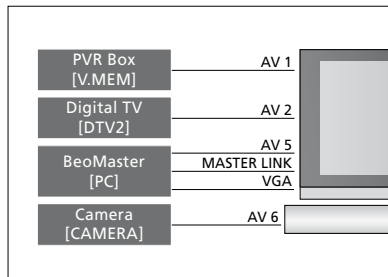 PVR Box
[V.MEM]
AV 1
Digital TV
[DTV2]
AV 2
BeoMaster
[PC]
AV 5
MASTER LINK
VGA
Camera
[CAMERA]
AV 6